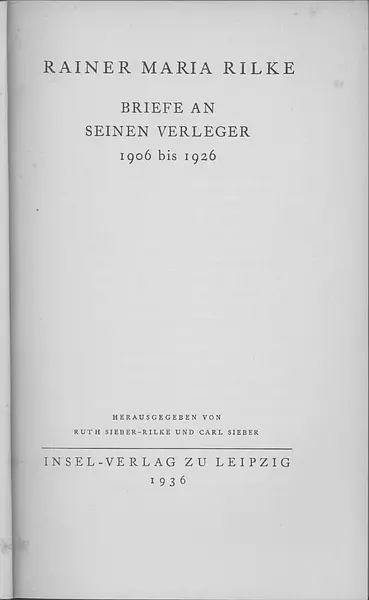 RAINER MARIA RILKE
BRIEFE AN
SEINEN VERLEGER
1906 bis 1926
HERAUSGEGEBEN VON
RUTH SIEBER-RILKE UND CARL SIEBER
INSEL-VERLAG ZU LEIPZIG
1936